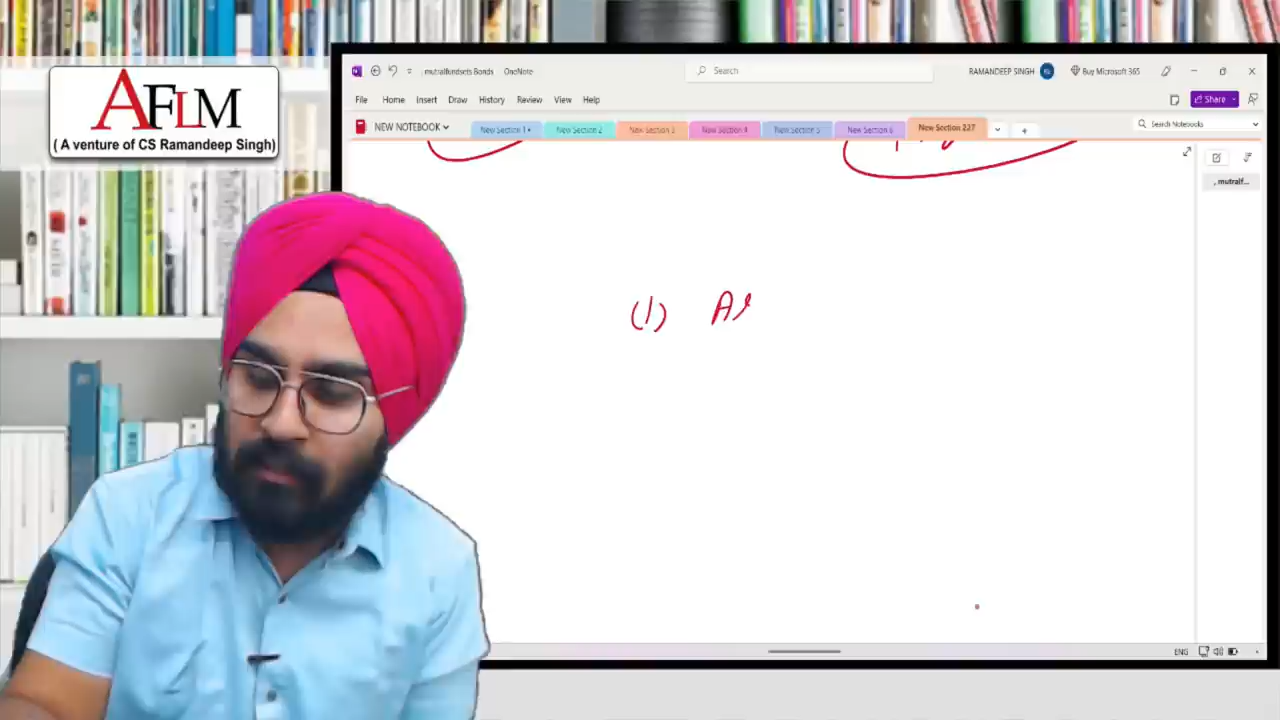 AFLM
( A venture of CS Ramandeep Singh)
, mutralfundsets Bonds OneNote
Search
RAMANDEEP SINGH
Buy Microsoft 365
File Home Insert Draw History Review View Help
Share
NEW NOTEBOOK
New Section 1 New Section 2 New Section 3 New Section 4 New Section 5 New Section 6 New Section 227
+
Search Notebooks
, mutralf...
(1)
ENG